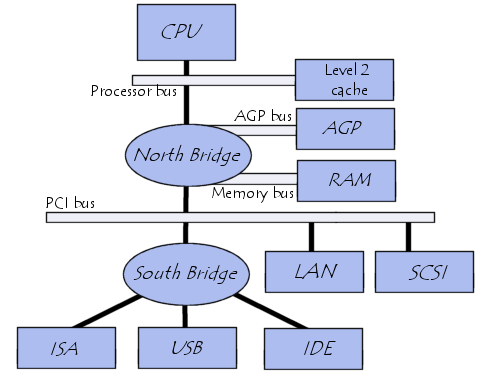 CPU
Level 2
cache
Processor bus
AGP bus
AGP
North Bridge
RAM
Memory bus
PCI bus
South Bridge
LAN
SCSI
ISA
USB
IDE